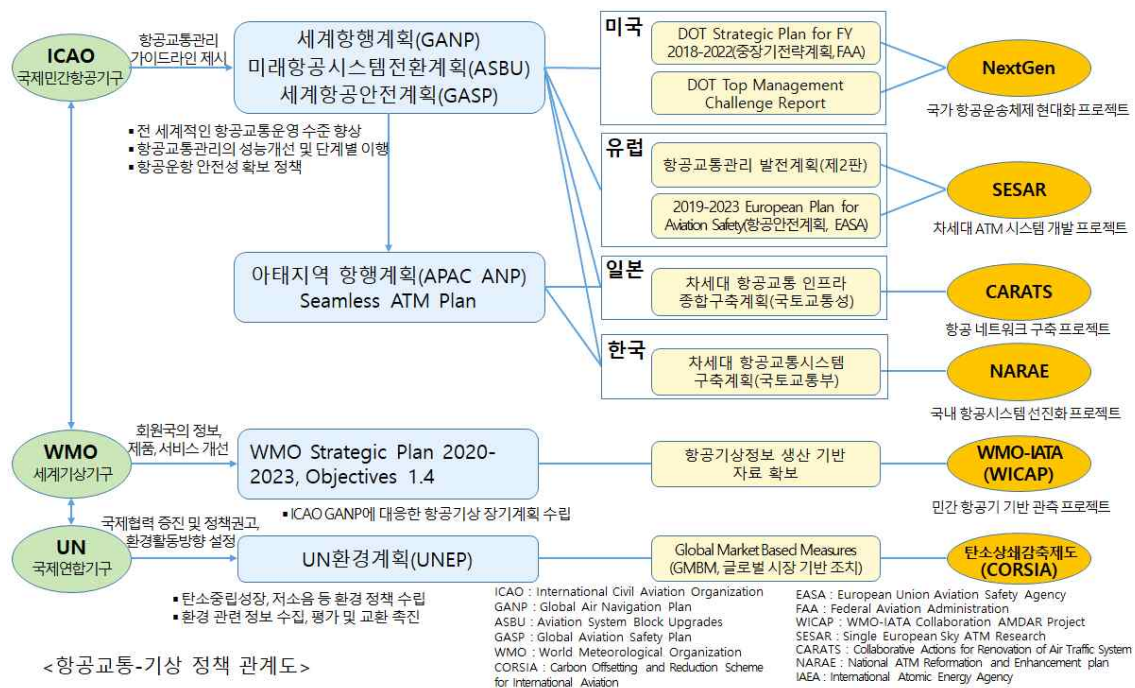 ICAO
국제민간항공기구
항공교통관리
가이드라인 제시
세계항행계획(GANP)
미래항공시스템전환계획(ASBU)
세계항공안전계획(GASP)
▪ 전 세계적인 항공교통운영 수준 향상
▪ 항공교통관리의 성능개선 및 단계별 이행
▪ 항공운항 안전성 확보 정책
아태지역 항행계획(APAC ANP)
Seamless ATM Plan
미국
DOT Strategic Plan for FY
2018-2022(중장기전략계획,FAA)
DOT Top Management
Challenge Report
NextGen
국가 항공운송체제 현대화 프로젝트
유럽
항공교통관리 발전계획(제2판)
2019-2023 European Plan for
Aviation Safety(항공안전계획, EASA)
SESAR
차세대 ATM 시스템 개발 프로젝트
일본
차세대 항공교통 인프라
종합구축계획(국토교통성)
CARATS
항공 네트워크 구축 프로젝트
한국
차세대 항공교통시스템
구축계획(국토교통부)
NARAE
국내 항공시스템 선진화 프로젝트
WMO
세계기상기구
회원국의 정보,
제품, 서비스 개선
WMO Strategic Plan 2020-
2023, Objectives 1.4
▪ ICAO GANP에 대응한 항공기상 장기계획 수립
항공기상정보 생산 기반
자료 확보
WMO-IATA
(WICAP)
민간 항공기 기반 관측 프로젝트
UN
국제연합기구
국제협력 증진 및 정책권고,
환경활동방향 설정
UN환경계획(UNEP)
▪ 탄소중립성장, 저소음 등 환경 정책 수립
▪ 환경 관련 정보 수집, 평가 및 교환 촉진
Global Market Based Measures
(GMBM, 글로벌 시장 기반 조치)
탄소상쇄감축제도
(CORSIA)
ICAO : International Civil Aviation Organization
GANP : Global Air Navigation Plan
ASBU : Aviation System Block Upgrades
GASP : Global Aviation Safety Plan
WMO : World Meteorological Organization
CORSIA : Carbon Offsetting and Reduction Scheme
for International Aviation
EASA : European Union Aviation Safety Agency
FAA : Federal Aviation Administration
WICAP : WMO-IATA Collaboration AMDAR Project
SESAR : Single European Sky ATM Research
CARATS : Collaborative Actions for Renovation of Air Traffic System
NARAE : National ATM Reformation and Enhancement plan
IAEA : International Atomic Energy Agency
<항공교통-기상 정책 관계도>